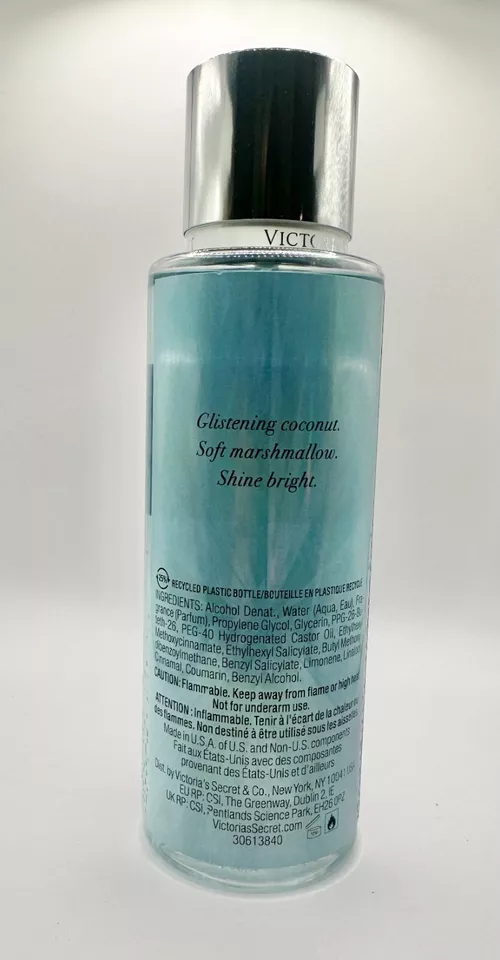 VICTO
Glistening coconut.
Soft marshmallow.
Shine bright.
25% RECYCLED PLASTIC BOTTLE/BOUTEILLE EN PLASTIQUE RECYCLÉ
INGREDIENTS: Alcohol Denat., Water (Aqua, Eau), Fra-
grance (Parfum), Propylene Glycol, Glycerin, PPG-26-Bu-
teth-26, PEG-40 Hydrogenated Castor Oil, Ethylhexyl
Methoxycinnamate, Ethylhexyl Salicylate, Butyl Methoxy
dibenzoylmethane, Benzyl Salicylate, Limonene, Linalool
Cinnamal, Coumarin, Benzyl Alcohol.
CAUTION: Flammable. Keep away from flame or high heat.
Not for underarm use.
ATTENTION : Inflammable. Tenir à l'écart de la chaleur ou
des flammes. Non destiné à être utilisé sous les aisselles.
Made in U.S.A. of U.S. and Non-U.S. components
Fait aux États-Unis avec des composantes
provenant des États-Unis et d'ailleurs
Dist. by Victoria's Secret & Co., New York, NY 10041 USA
EU RP: CSI, The Greenway, Dublin 2, IE
UK RP: CSI, Pentlands Science Park, EH26 0PZ
VictoriasSecret.com
30613840